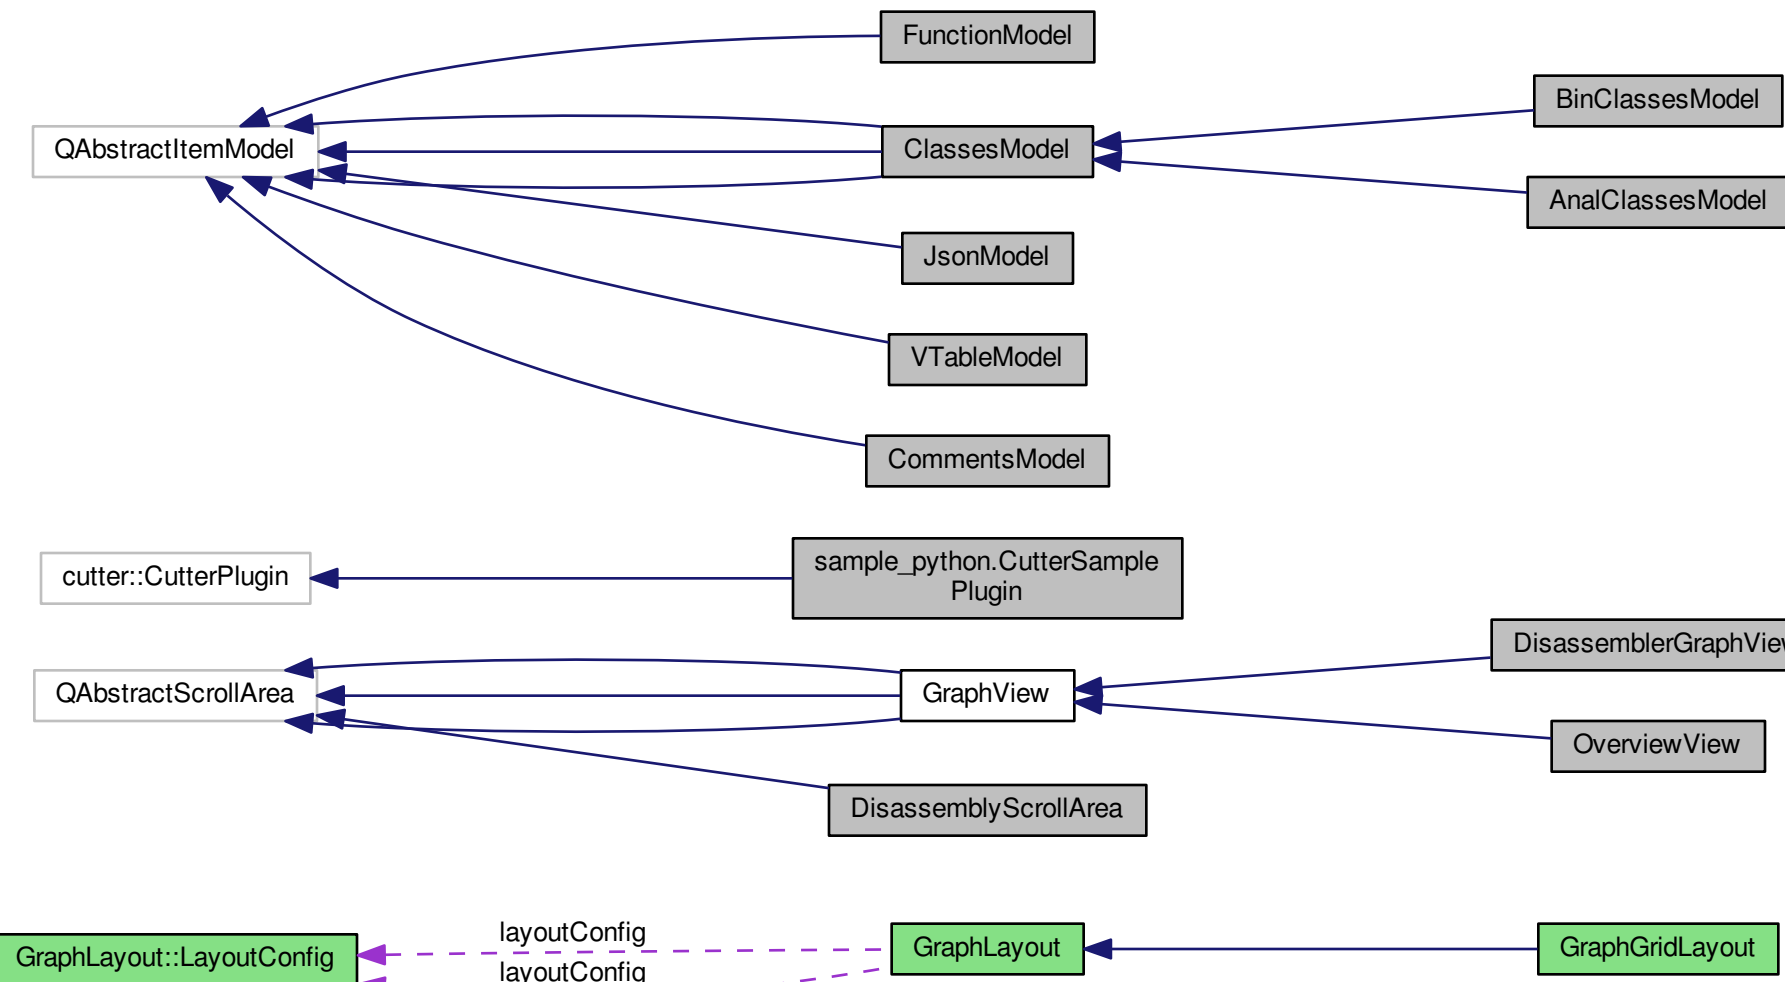 FunctionModel
BinClassesModel
QAbstractItemModel
ClassesModel
AnalClassesModel
JsonModel
VTableModel
CommentsModel
cutter::CutterPlugin
sample_python.CutterSample
Plugin
DisassemblerGraphView
QAbstractScrollArea
GraphView
OverviewView
DisassemblyScrollArea
layoutConfig
GraphLayout::LayoutConfig
GraphLayout
GraphGridLayout
layoutConfig